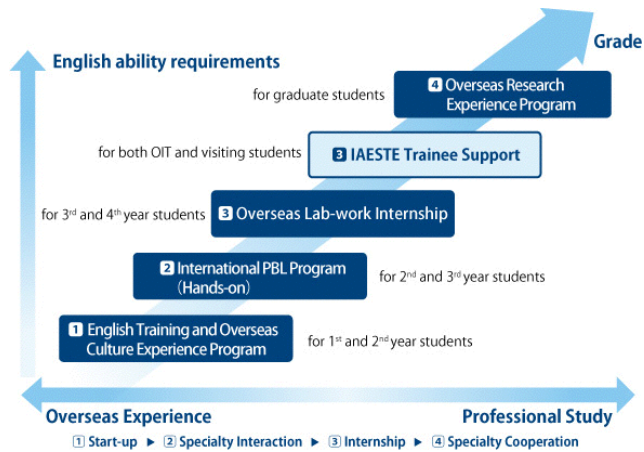 Grade
English ability requirements
for graduate students
4 Overseas Research
Experience Program
for both OIT and visiting students
3 IAESTE Trainee Support
for 3rd and 4th year students
3 Overseas Lab-work Internship
2 International PBL Program
(Hands-on)
for 2nd and 3rd year students
1 English Training and Overseas
Culture Experience Program
for 1st and 2nd year students
Overseas Experience
Professional Study
1 Start-up ▶ 2 Specialty Interaction ▶ 3 Internship ▶ 4 Specialty Cooperation